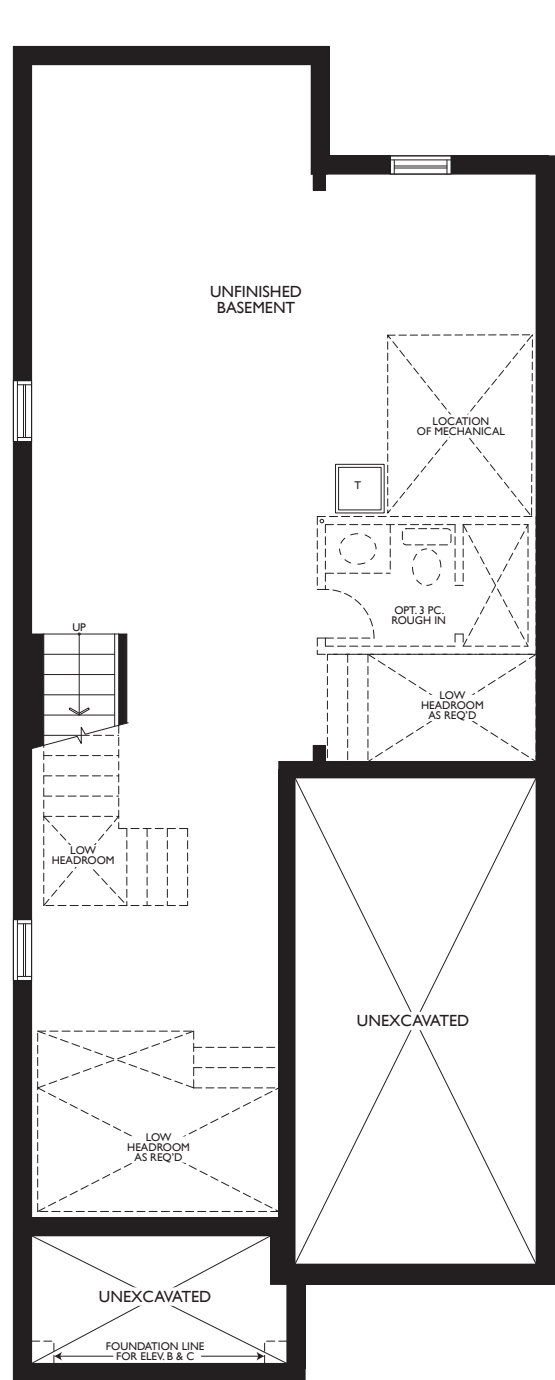 UNFINISHED
BASEMENT
LOCATION
OF MECHANICAL
T
OPT. 3 PC.
ROUGH IN
UP
LOW
HEADROOM
AS REQ'D
LOW
HEADROOM
UNEXCAVATED
LOW
HEADROOM
AS REQ'D
UNEXCAVATED
FOUNDATION LINE
FOR ELEV. B & C